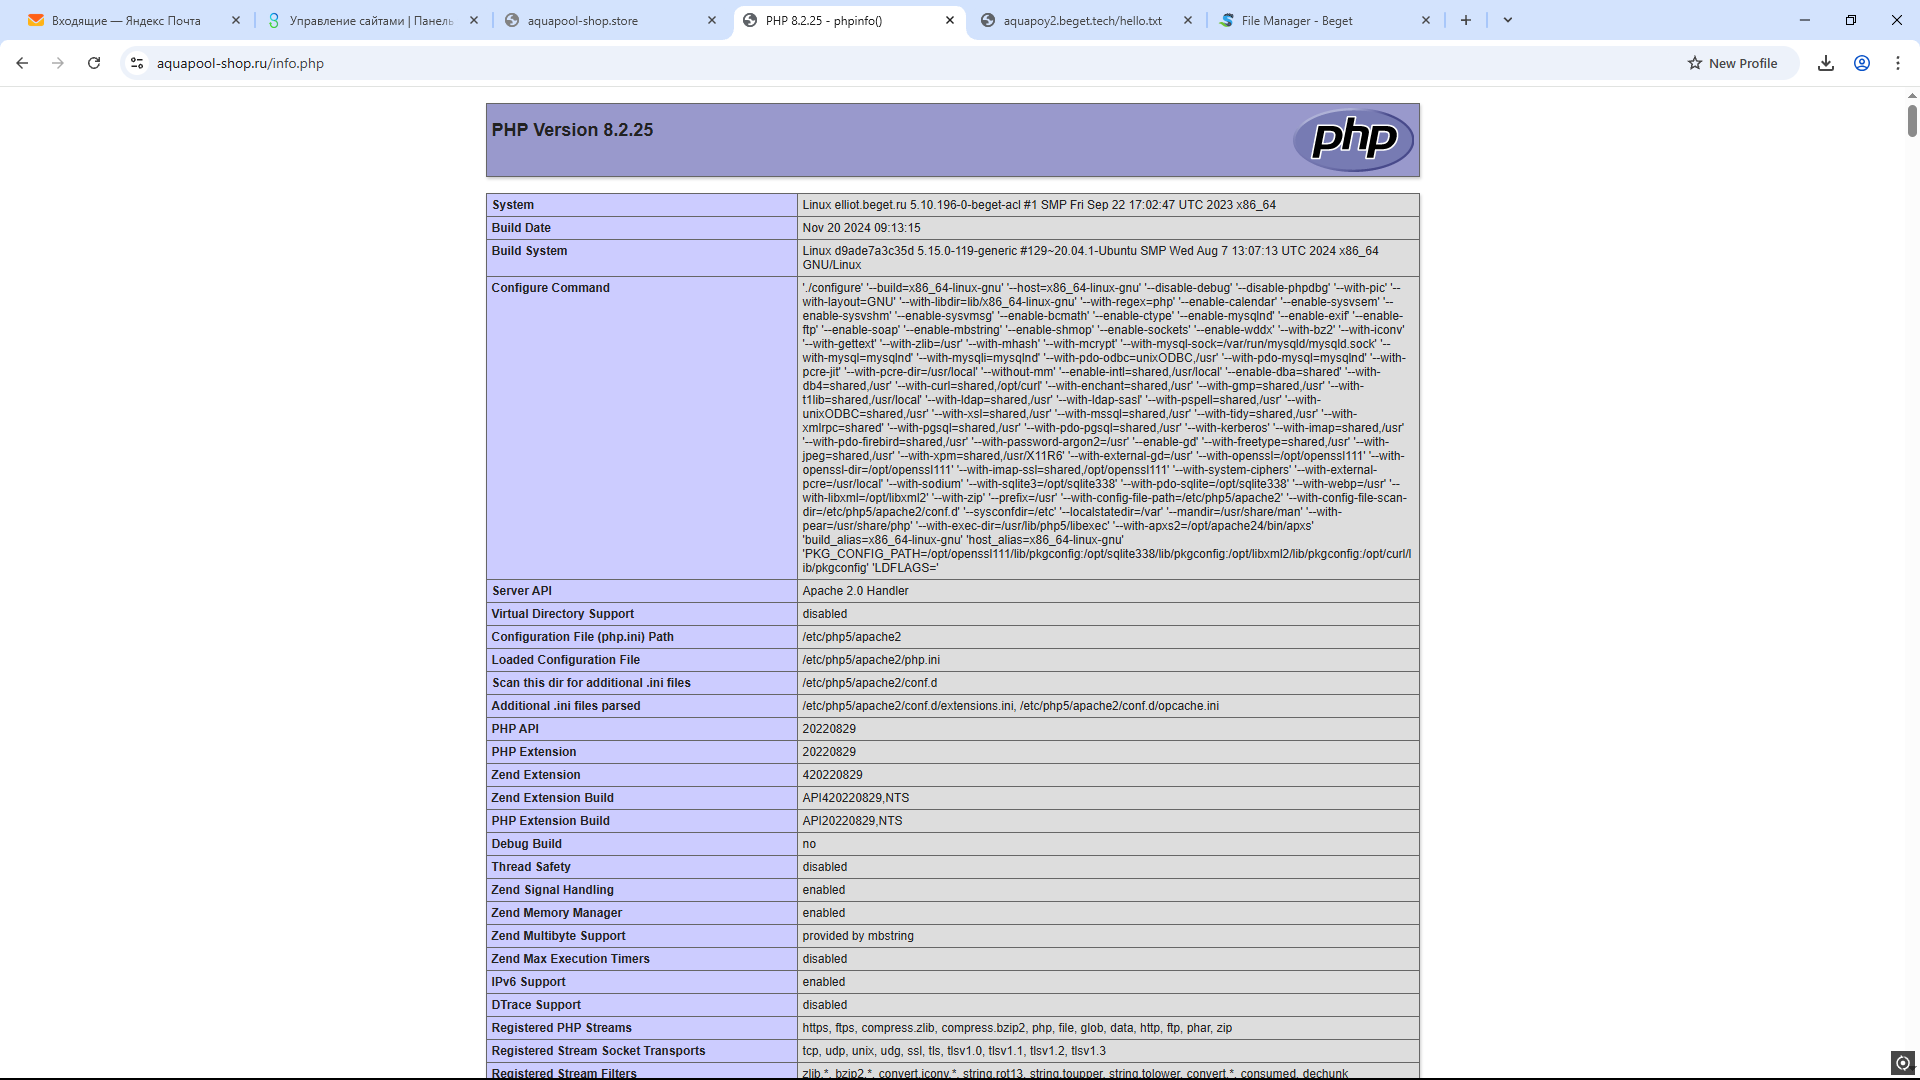 Входящие — Яндекс Почта
Управление сайтами | Панель
aquapool-shop.store
PHP 8.2.25 - phpinfo()
aquapoy2.beget.tech/hello.txt
File Manager - Beget
aquapool-shop.ru/info.php
New Profile
PHP Version 8.2.25
php
System
Linux elliot.beget.ru 5.10.196-0-beget-acl #1 SMP Fri Sep 22 17:02:47 UTC 2023 x86_64
Build Date
Nov 20 2024 09:13:15
Build System
Linux d9ade7a3c35d 5.15.0-119-generic #129~20.04.1-Ubuntu SMP Wed Aug 7 13:07:13 UTC 2024 x86_64
GNU/Linux
Configure Command
'./configure' '--build=x86_64-linux-gnu' '--host=x86_64-linux-gnu' '--disable-debug' '--disable-phpdbg' '--with-pic' '--
with-layout=GNU' '--with-libdir=lib/x86_64-linux-gnu' '--with-regex=php' '--enable-calendar' '--enable-sysvsem' '--
enable-sysvshm' '--enable-sysvmsg' '--enable-bcmath' '--enable-ctype' '--enable-mysqlnd' '--enable-exif' '--enable-
ftp' '--enable-soap' '--enable-mbstring' '--enable-shmop' '--enable-sockets' '--enable-wddx' '--with-bz2' '--with-iconv'
'--with-gettext' '--with-zlib=/usr' '--with-mhash' '--with-mcrypt' '--with-mysql-sock=/var/run/mysqld/mysqld.sock' '--
with-mysql=mysqlnd' '--with-mysqli=mysqlnd' '--with-pdo-odbc=unixODBC,/usr' '--with-pdo-mysql=mysqlnd' '--with-
pcre-jit' '--with-pcre-dir=/usr/local' '--without-mm' '--enable-intl=shared,/usr/local' '--enable-dba=shared' '--with-
db4=shared,/usr' '--with-curl=shared,/opt/curl' '--with-enchant=shared,/usr' '--with-gmp=shared,/usr' '--with-
t1lib=shared,/usr/local' '--with-ldap=shared,/usr' '--with-ldap-sasl' '--with-pspell=shared,/usr' '--with-
unixODBC=shared,/usr' '--with-xsl=shared,/usr' '--with-mssql=shared,/usr' '--with-tidy=shared,/usr' '--with-
xmlrpc=shared' '--with-pgsql=shared,/usr' '--with-pdo-pgsql=shared,/usr' '--with-kerberos' '--with-imap=shared,/usr'
'--with-pdo-firebird=shared,/usr' '--with-password-argon2=/usr' '--enable-gd' '--with-freetype=shared,/usr' '--with-
jpeg=shared,/usr' '--with-xpm=shared,/usr/X11R6' '--with-external-gd=/usr' '--with-openssl=/opt/openssl111' '--with-
openssl-dir=/opt/openssl111' '--with-imap-ssl=shared,/opt/openssl111' '--with-system-ciphers' '--with-external-
pcre=/usr/local' '--with-sodium' '--with-sqlite3=/opt/sqlite338' '--with-pdo-sqlite=/opt/sqlite338' '--with-webp=/usr' '--
with-libxml=/opt/libxml2' '--with-zip' '--prefix=/usr' '--with-config-file-path=/etc/php5/apache2' '--with-config-file-scan-
dir=/etc/php5/apache2/conf.d' '--sysconfdir=/etc' '--localstatedir=/var' '--mandir=/usr/share/man' '--with-
pear=/usr/share/php' '--with-exec-dir=/usr/lib/php5/libexec' '--with-apxs2=/opt/apache24/bin/apxs'
'build_alias=x86_64-linux-gnu' 'host_alias=x86_64-linux-gnu'
'PKG_CONFIG_PATH=/opt/openssl111/lib/pkgconfig:/opt/sqlite338/lib/pkgconfig:/opt/libxml2/lib/pkgconfig:/opt/curl/l
ib/pkgconfig' 'LDFLAGS='
Server API
Apache 2.0 Handler
Virtual Directory Support
disabled
Configuration File (php.ini) Path
/etc/php5/apache2
Loaded Configuration File
/etc/php5/apache2/php.ini
Scan this dir for additional .ini files
/etc/php5/apache2/conf.d
Additional .ini files parsed
/etc/php5/apache2/conf.d/extensions.ini, /etc/php5/apache2/conf.d/opcache.ini
PHP API
20220829
PHP Extension
20220829
Zend Extension
420220829
Zend Extension Build
API420220829,NTS
PHP Extension Build
API20220829,NTS
Debug Build
no
Thread Safety
disabled
Zend Signal Handling
enabled
Zend Memory Manager
enabled
Zend Multibyte Support
provided by mbstring
Zend Max Execution Timers
disabled
IPv6 Support
enabled
DTrace Support
disabled
Registered PHP Streams
https, ftps, compress.zlib, compress.bzip2, php, file, glob, data, http, ftp, phar, zip
Registered Stream Socket Transports
tcp, udp, unix, udg, ssl, tls, tlsv1.0, tlsv1.1, tlsv1.2, tlsv1.3
Registered Stream Filters
zlib.*, bzip2.*, convert.iconv.*, string.rot13, string.toupper, string.tolower, convert.*, consumed, dechunk